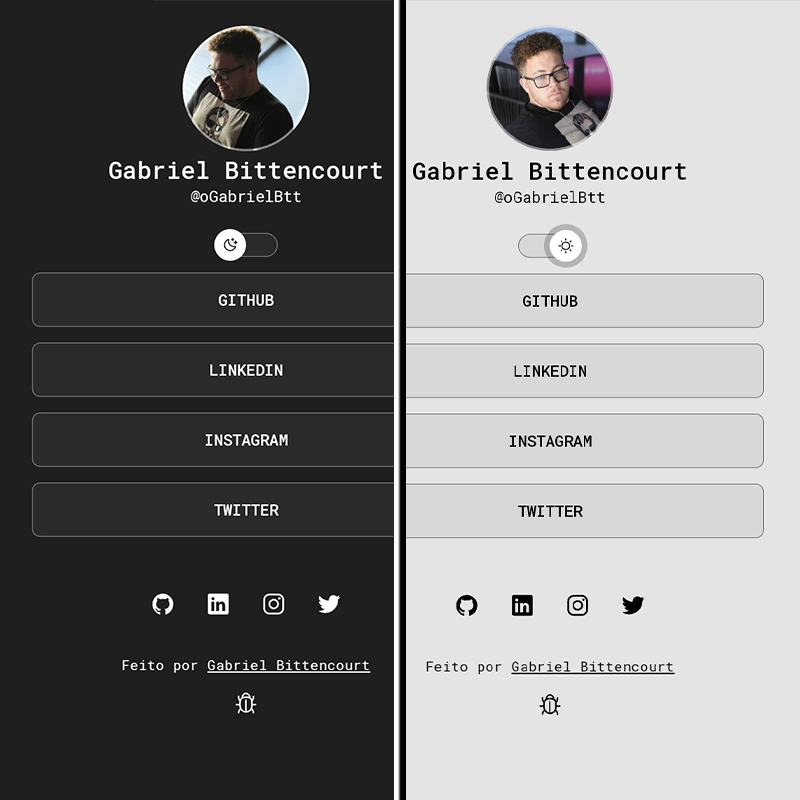 Gabriel Bittencourt
@oGabrielBtt
GITHUB
LINKEDIN
INSTAGRAM
TWITTER
Feito por Gabriel Bittencourt
Gabriel Bittencourt
@oGabrielBtt
GITHUB
LINKEDIN
INSTAGRAM
TWITTER
Feito por Gabriel Bittencourt